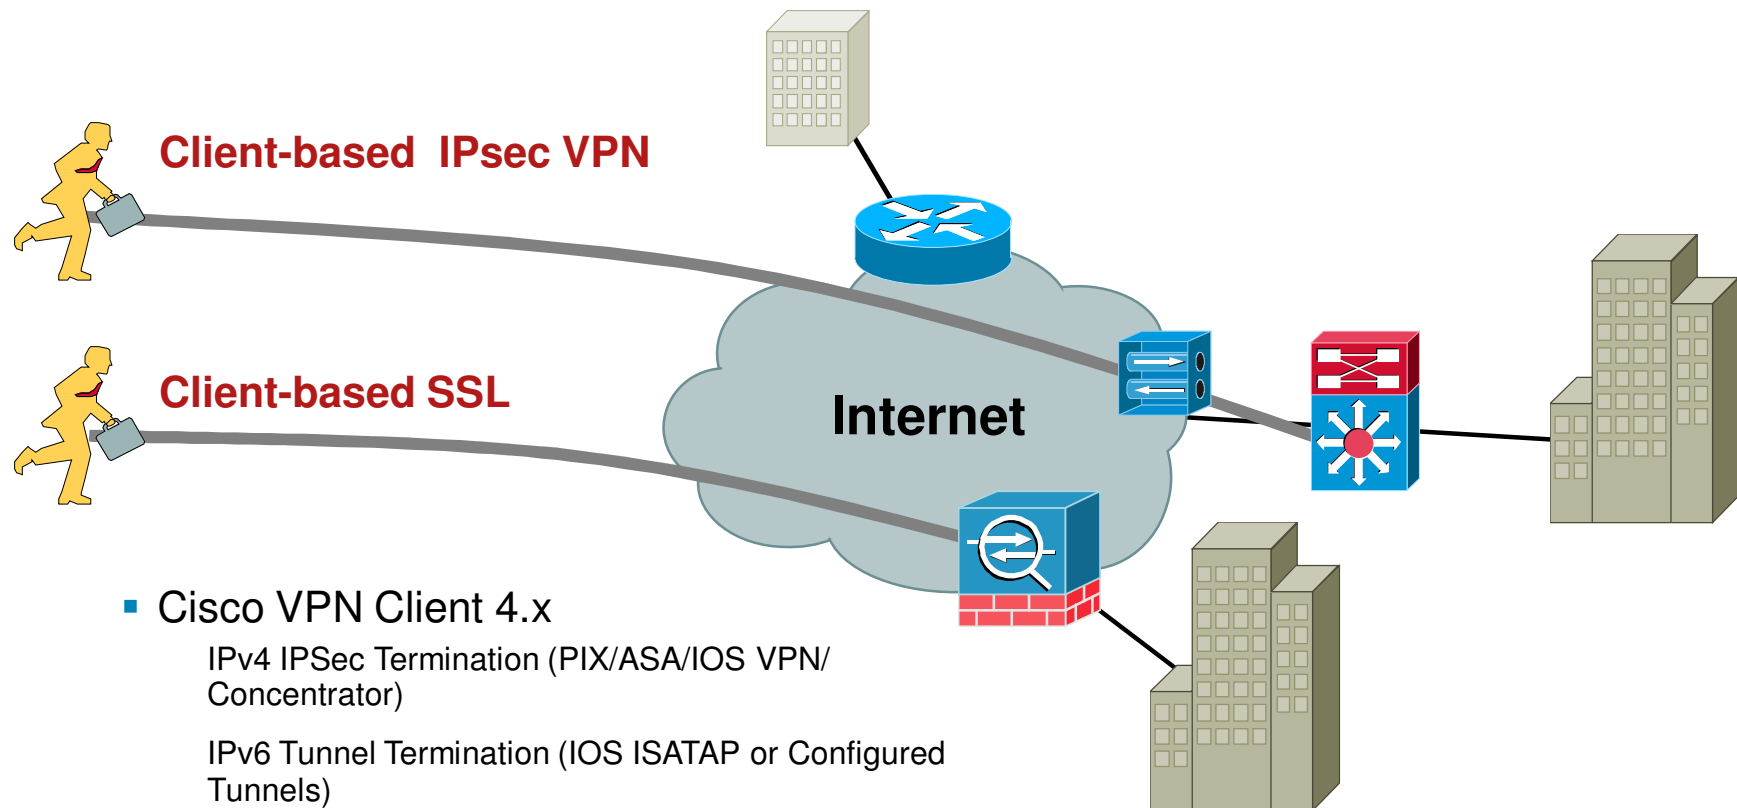 Client-based IPsec VPN
Client-based SSL
Internet
Cisco VPN Client 4.x
IPv4 IPSec Termination (PIX/ASA/IOS VPN/
Concentrator)
IPv6 Tunnel Termination (IOS ISATAP or Configured
Tunnels)